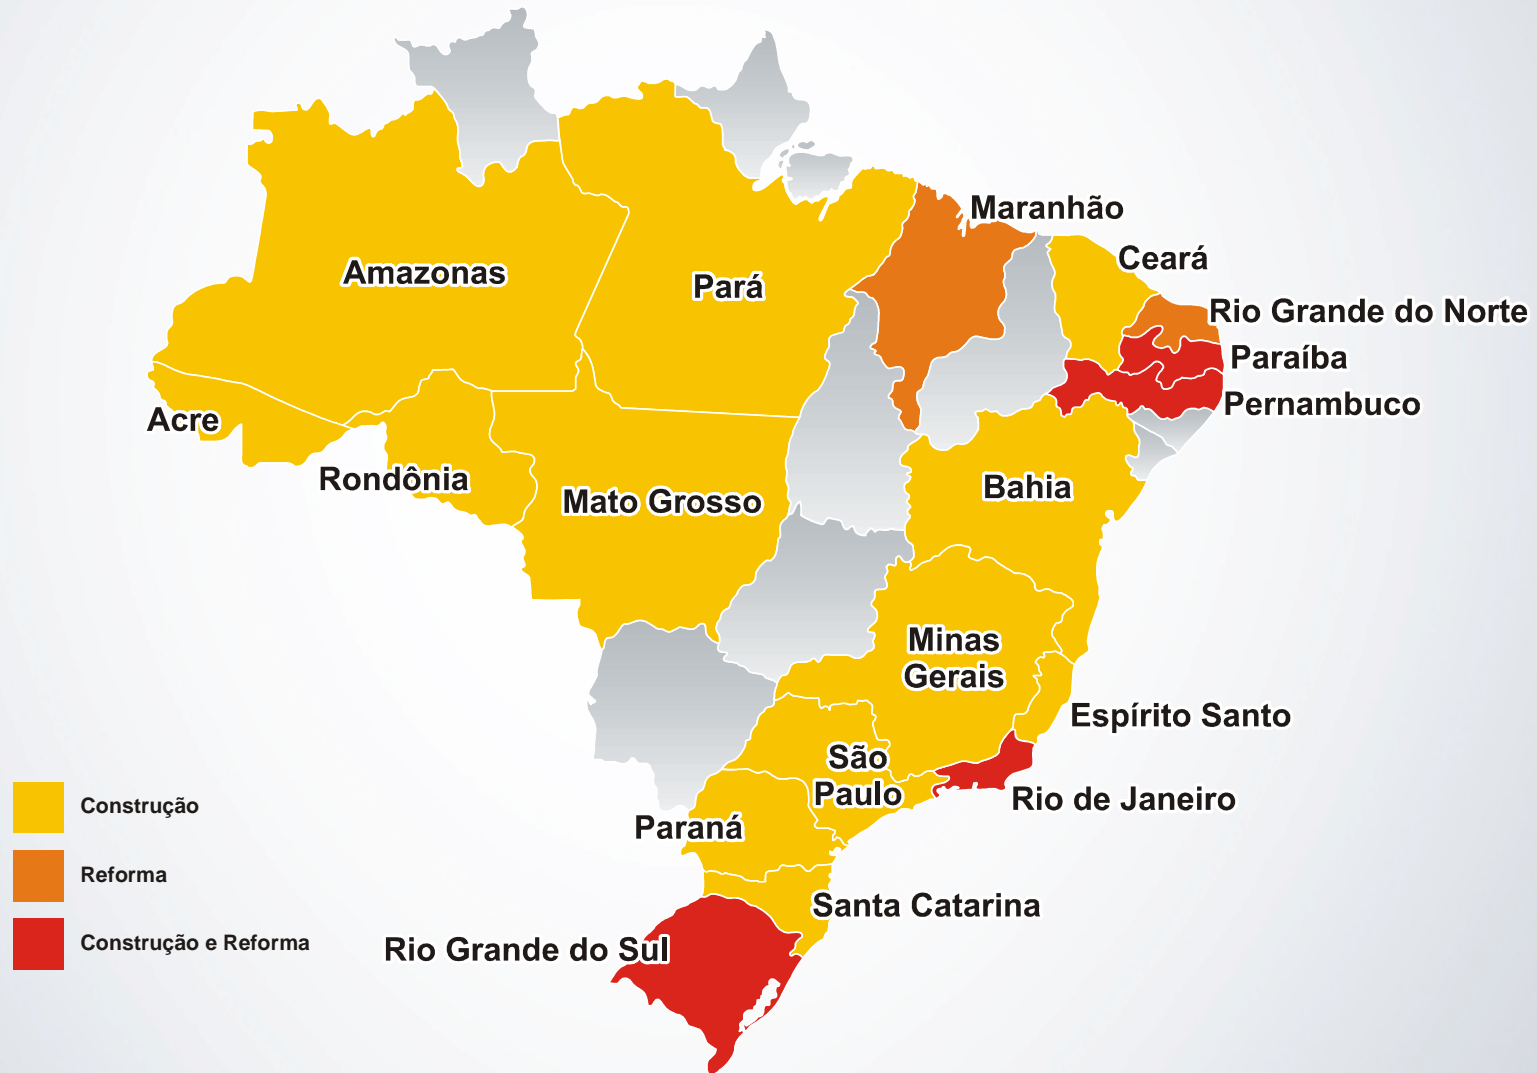 Maranhão
Ceará
Amazonas
Pará
Rio Grande do Norte
Paraíba
Pernambuco
Acre
Rondônia
Mato Grosso
Bahia
Minas
Gerais
Espírito Santo
São
Paulo
Rio de Janeiro
Paraná
Santa Catarina
Rio Grande do Sul
Construção
Reforma
Construção e Reforma